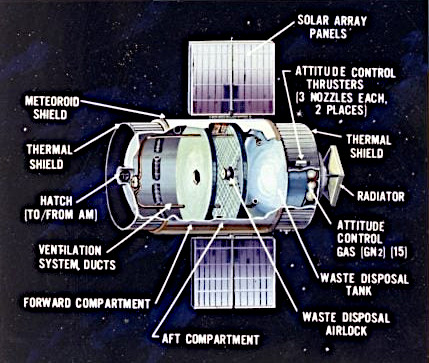 SOLAR ARRAY
PANELS
ATTITUDE CONTROL
THRUSTERS
(3 NOZZLES EACH,
2 PLACES)
METEOROID
SHIELD
THERMAL
SHIELD
THERMAL
SHIELD
HATCH
(TO/FROM AM)
RADIATOR
ATTITUDE
CONTROL
GAS (GN2) (15)
VENTILATION
SYSTEM, DUCTS
WASTE DISPOSAL
TANK
FORWARD COMPARTMENT
WASTE DISPOSAL
AIRLOCK
AFT COMPARTMENT